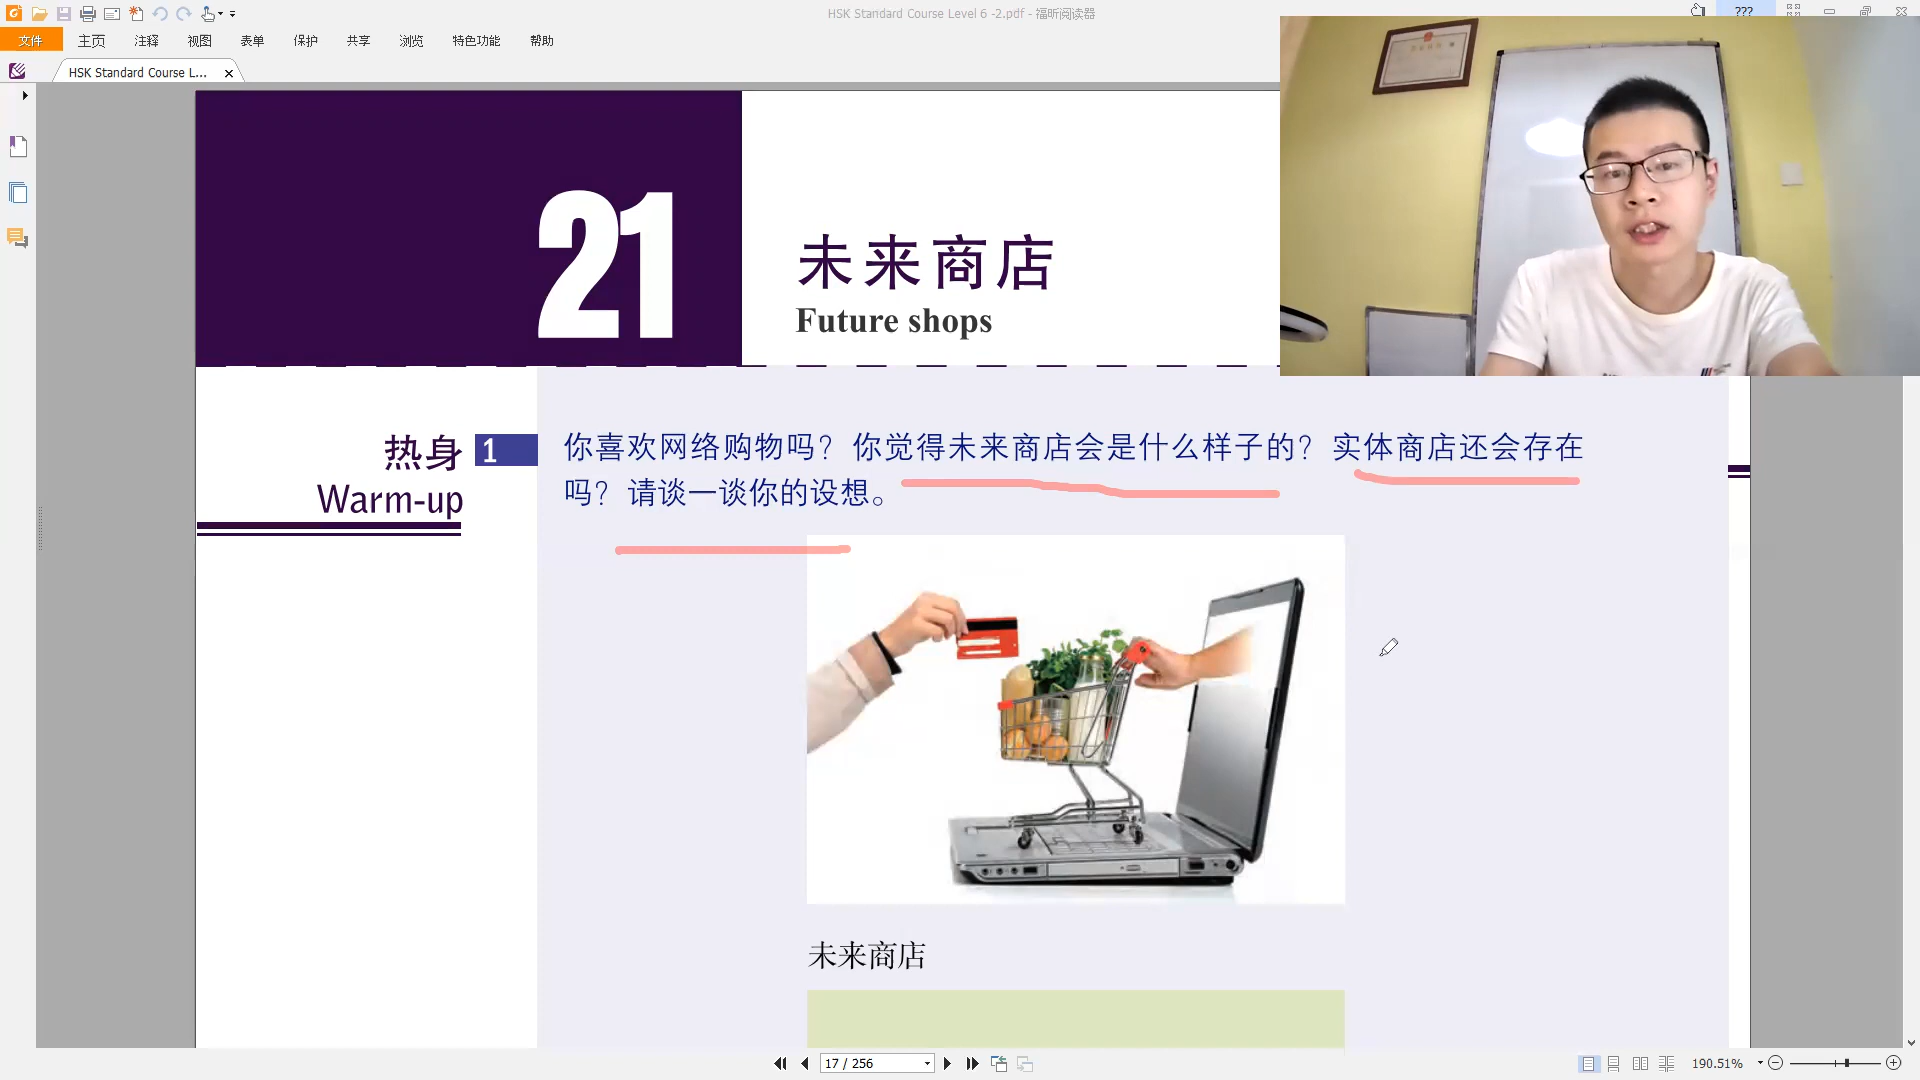 HSK Standard Course Level 6 -2.pdf - 福昕阅读器
???
文件 主页 注释 视图 表单 保护 共享 浏览 特色功能 帮助
HSK Standard Course L...
21
未来商店
Future shops
热身
Warm-up
1
你喜欢网络购物吗？你觉得未来商店会是什么样子的？实体商店还会存在
吗？请谈一谈你的设想。
未来商店
17 / 256
190.51%